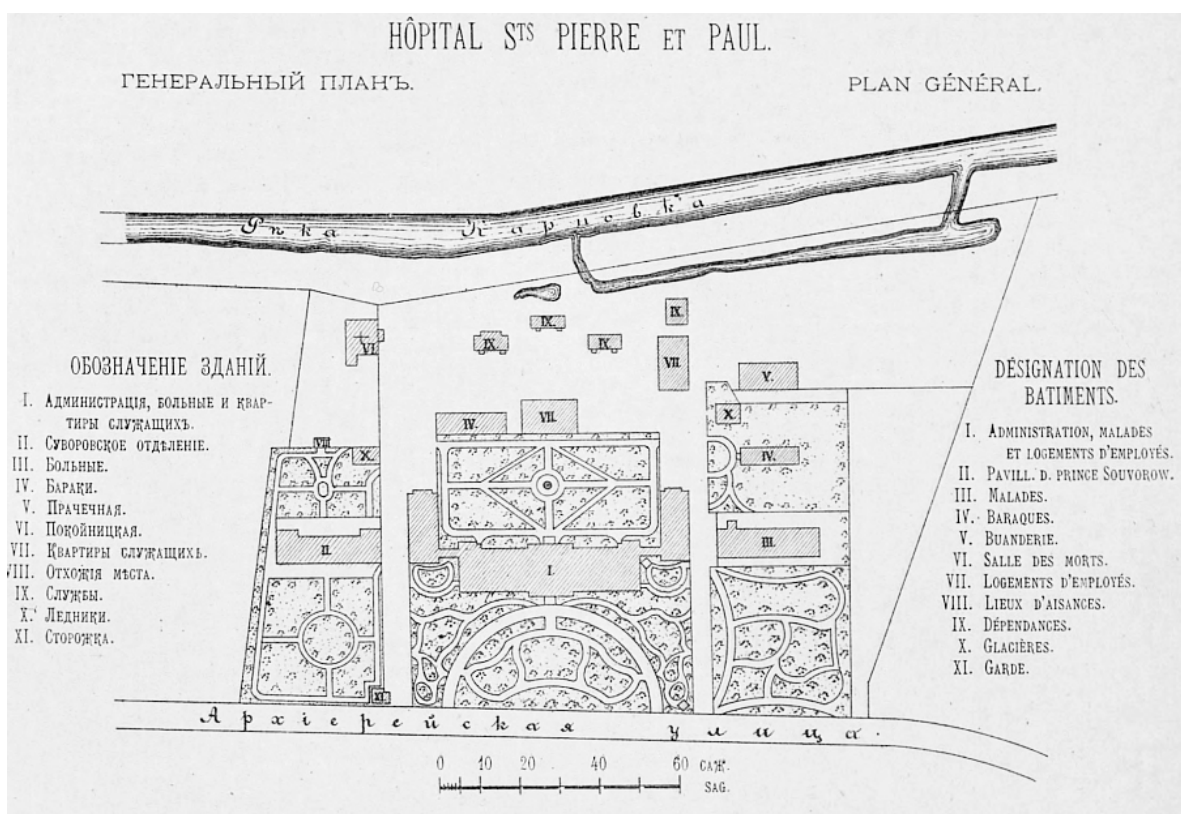 HÔPITAL Sᵀˢ PIERRE ET PAUL.
ГЕНЕРАЛЬНЫЙ ПЛАНЪ.
PLAN GÉNÉRAL.
Рѣка Карповка
IX.
IX.
IX.
IX.
VI.
VII.
V.
X.
IV.
VII.
IV.
VIII.
X.
II.
I.
III.
XI.
ОБОЗНАЧЕНІЕ ЗДАНІЙ.
I. АДМИНИСТРАЦІЯ, БОЛЬНЫЕ И КВАР-
ТИРЫ СЛУЖАЩИХЪ.
II. СУВОРОВСКОЕ ОТДѢЛЕНІЕ.
III. БОЛЬНЫЕ.
IV. БАРАКИ.
V. ПРАЧЕЧНАЯ.
VI. ПОКОЙНИЦКАЯ.
VII. КВАРТИРЫ СЛУЖАЩИХЪ.
VIII. ОТХОЖІЯ МѢСТА.
IX. СЛУЖБЫ.
X. ЛЕДНИКИ.
XI. СТОРОЖКА.
DÉSIGNATION DES
BATIMENTS.
I. ADMINISTRATION, MALADES
ET LOGEMENTS D'EMPLOYÉS.
II. PAVILL. D. PRINCE SOUVOROW.
III. MALADES.
IV. BARAQUES.
V. BUANDERIE.
VI. SALLE DES MORTS.
VII. LOGEMENTS D'EMPLOYÉS.
VIII. LIEUX D'AISANCES.
IX. DÉPENDANCES.
X. GLACIÈRES.
XI. GARDE.
Архіерейская улица.
0 10 20 40 60 САЖ.
SAG.